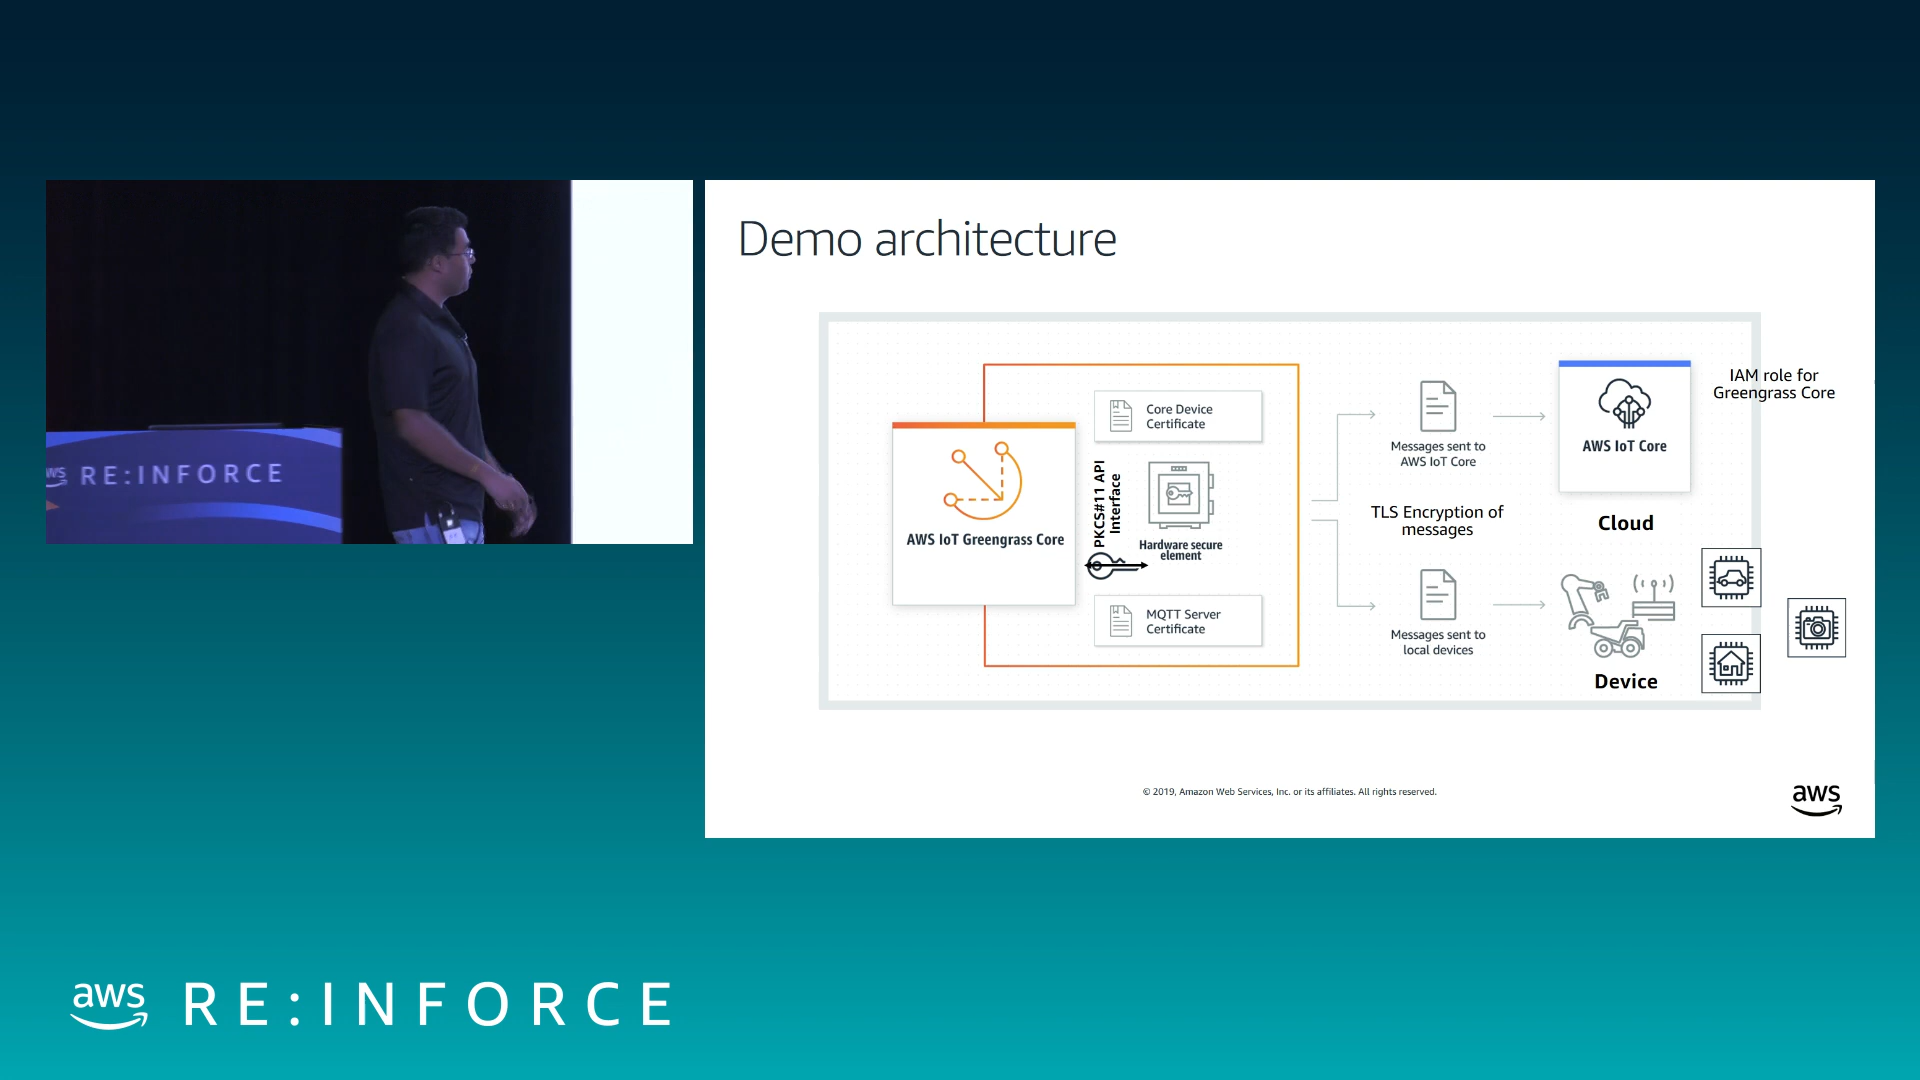 Demo architecture
IAM role for
Greengrass Core
Core Device
Certificate
Messages sent to
AWS IoT Core
AWS IoT Core
PKCS#11 API
Interface
AWS IoT Greengrass Core
Hardware secure
element
TLS Encryption of
messages
Cloud
MQTT Server
Certificate
Messages sent to
local devices
Device
© 2019, Amazon Web Services, Inc. or its affiliates. All rights reserved.
aws
ws RE:INFORCE
aws RE:INFORCE